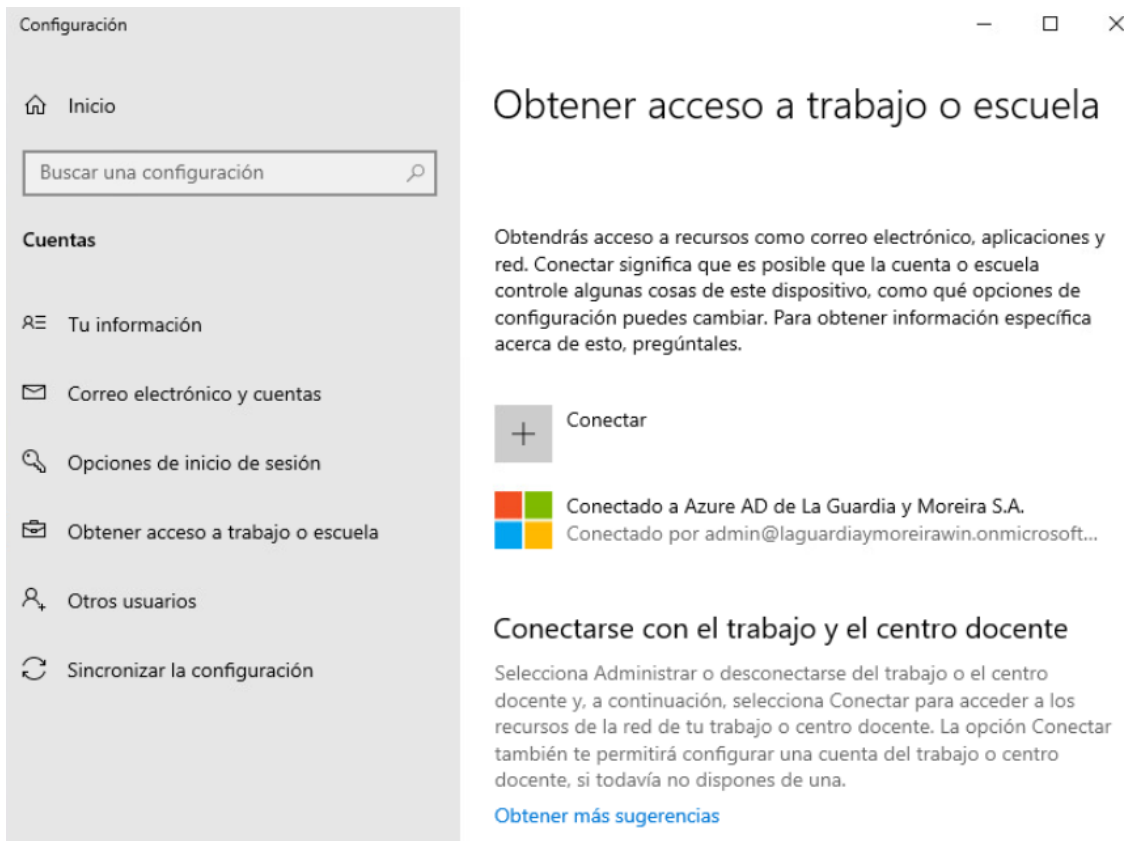 Configuración
Inicio
Buscar una configuración
Cuentas
Tu información
Correo electrónico y cuentas
Opciones de inicio de sesión
Obtener acceso a trabajo o escuela
Otros usuarios
Sincronizar la configuración
Obtener acceso a trabajo o escuela
Obtendrás acceso a recursos como correo electrónico, aplicaciones y
red. Conectar significa que es posible que la cuenta o escuela
controle algunas cosas de este dispositivo, como qué opciones de
configuración puedes cambiar. Para obtener información específica
acerca de esto, pregúntales.
Conectar
Conectado a Azure AD de La Guardia y Moreira S.A.
Conectado por admin@laguardiaymoreirawin.onmicrosoft...
Conectarse con el trabajo y el centro docente
Selecciona Administrar o desconectarse del trabajo o el centro
docente y, a continuación, selecciona Conectar para acceder a los
recursos de la red de tu trabajo o centro docente. La opción Conectar
también te permitirá configurar una cuenta del trabajo o centro
docente, si todavía no dispones de una.
Obtener más sugerencias